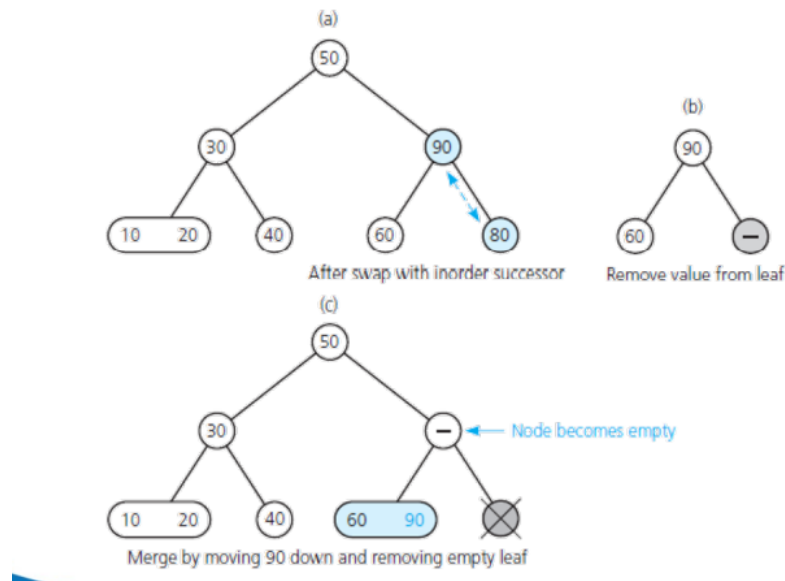 (a)
50
(b)
30 90 90
10 20 40 60 80 60 –
After swap with inorder successor Remove value from leaf
(c)
50
30 – Node becomes empty
10 20 40 60 90
Merge by moving 90 down and removing empty leaf